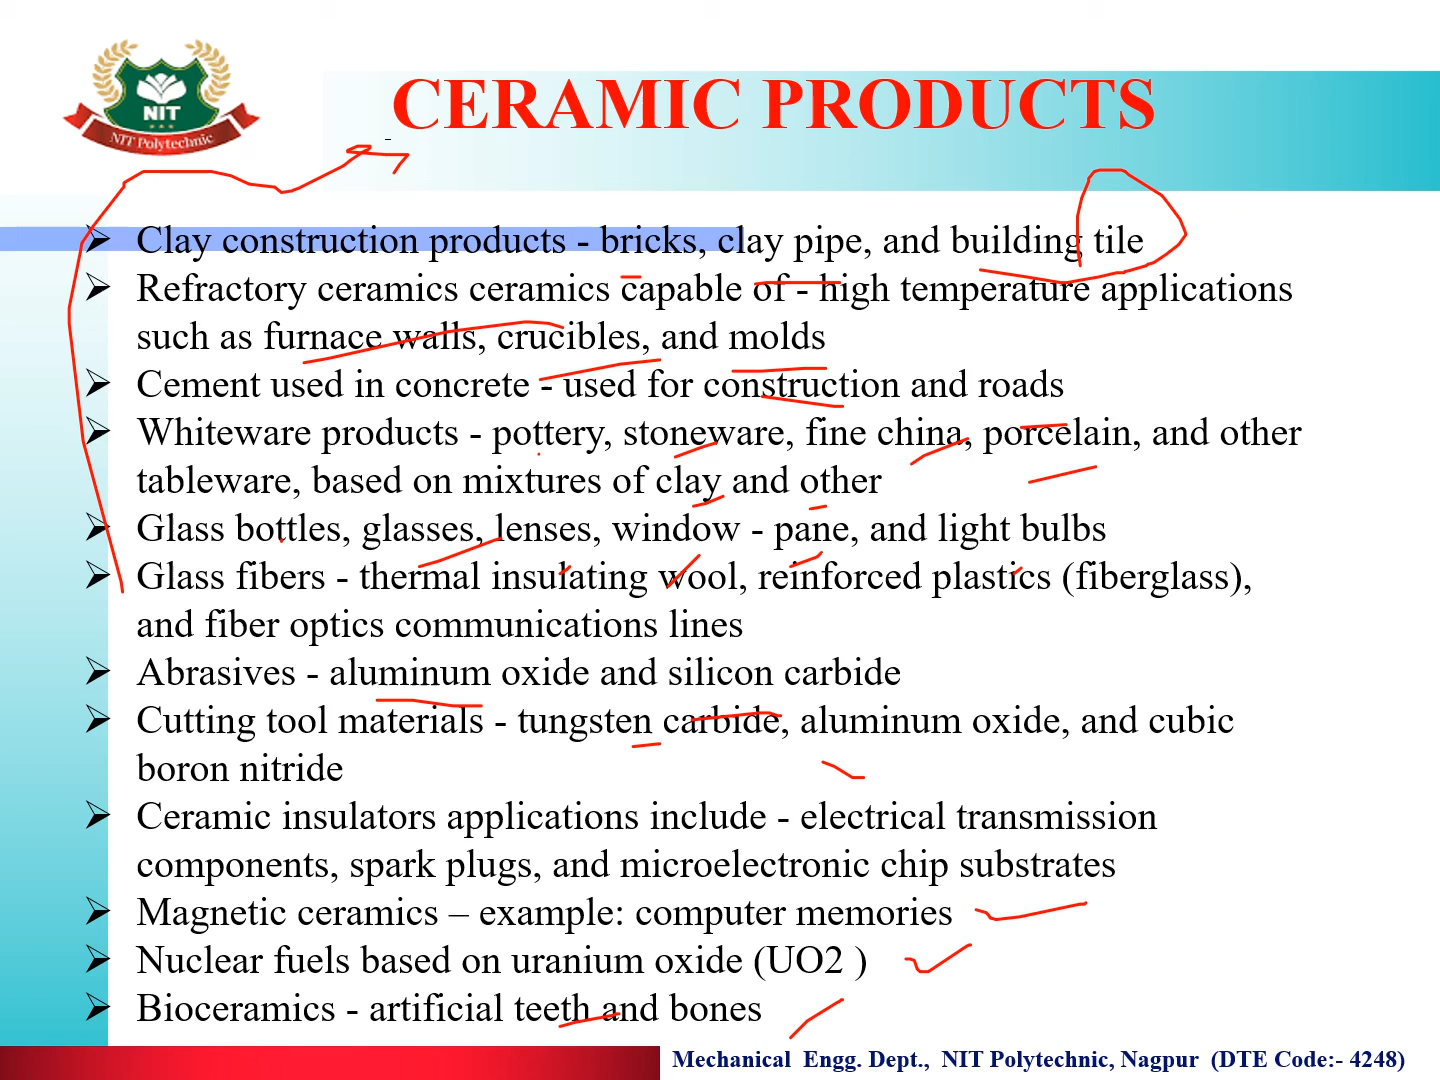 NIT
NIT Polytechnic
CERAMIC PRODUCTS
➢ Clay construction products - bricks, clay pipe, and building tile
➢ Refractory ceramics ceramics capable of - high temperature applications
such as furnace walls, crucibles, and molds
➢ Cement used in concrete - used for construction and roads
➢ Whiteware products - pottery, stoneware, fine china, porcelain, and other
tableware, based on mixtures of clay and other
➢ Glass bottles, glasses, lenses, window - pane, and light bulbs
➢ Glass fibers - thermal insulating wool, reinforced plastics (fiberglass),
and fiber optics communications lines
➢ Abrasives - aluminum oxide and silicon carbide
➢ Cutting tool materials - tungsten carbide, aluminum oxide, and cubic
boron nitride
➢ Ceramic insulators applications include - electrical transmission
components, spark plugs, and microelectronic chip substrates
➢ Magnetic ceramics – example: computer memories
➢ Nuclear fuels based on uranium oxide (UO2 )
➢ Bioceramics - artificial teeth and bones
Mechanical Engg. Dept., NIT Polytechnic, Nagpur (DTE Code:- 4248)